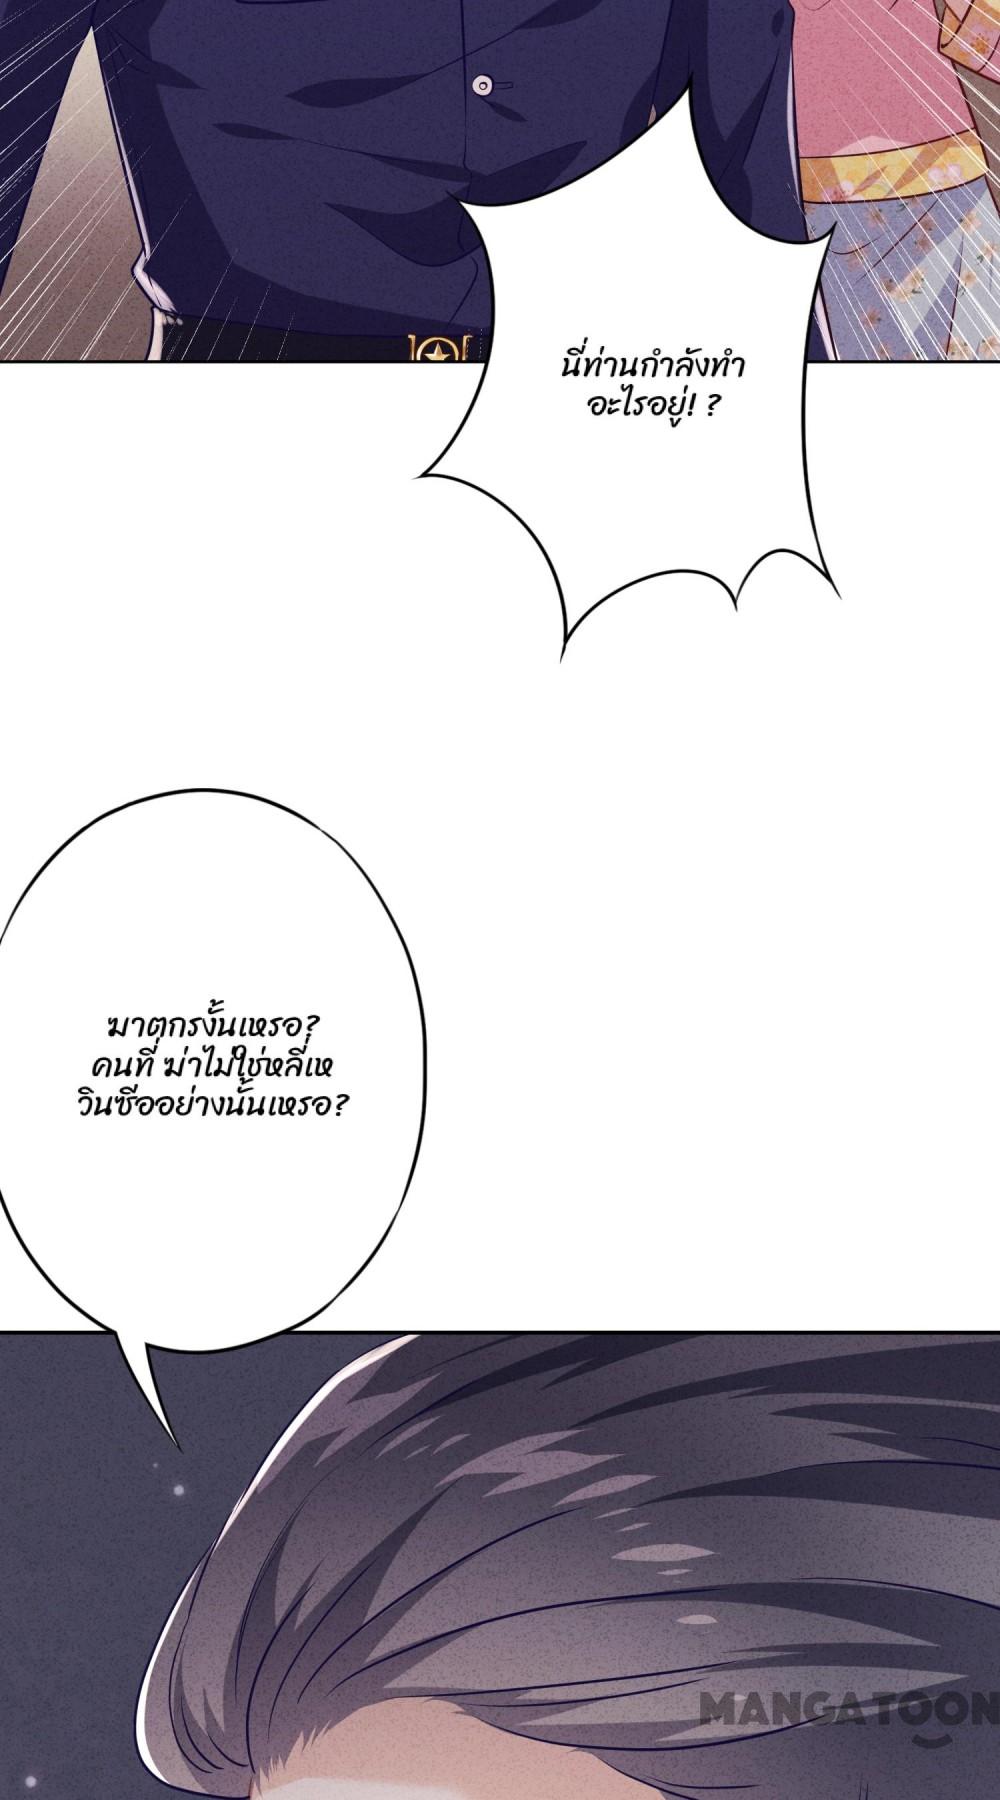 นี่ท่านกำลังทำ
อะไรอยู่! ?
ฆาตกรงั้นเหรอ?
คนที่ ฆ่าไม่ใช่หลี่เห
วินซีออย่างนั้นเหรอ?
MANGATOON